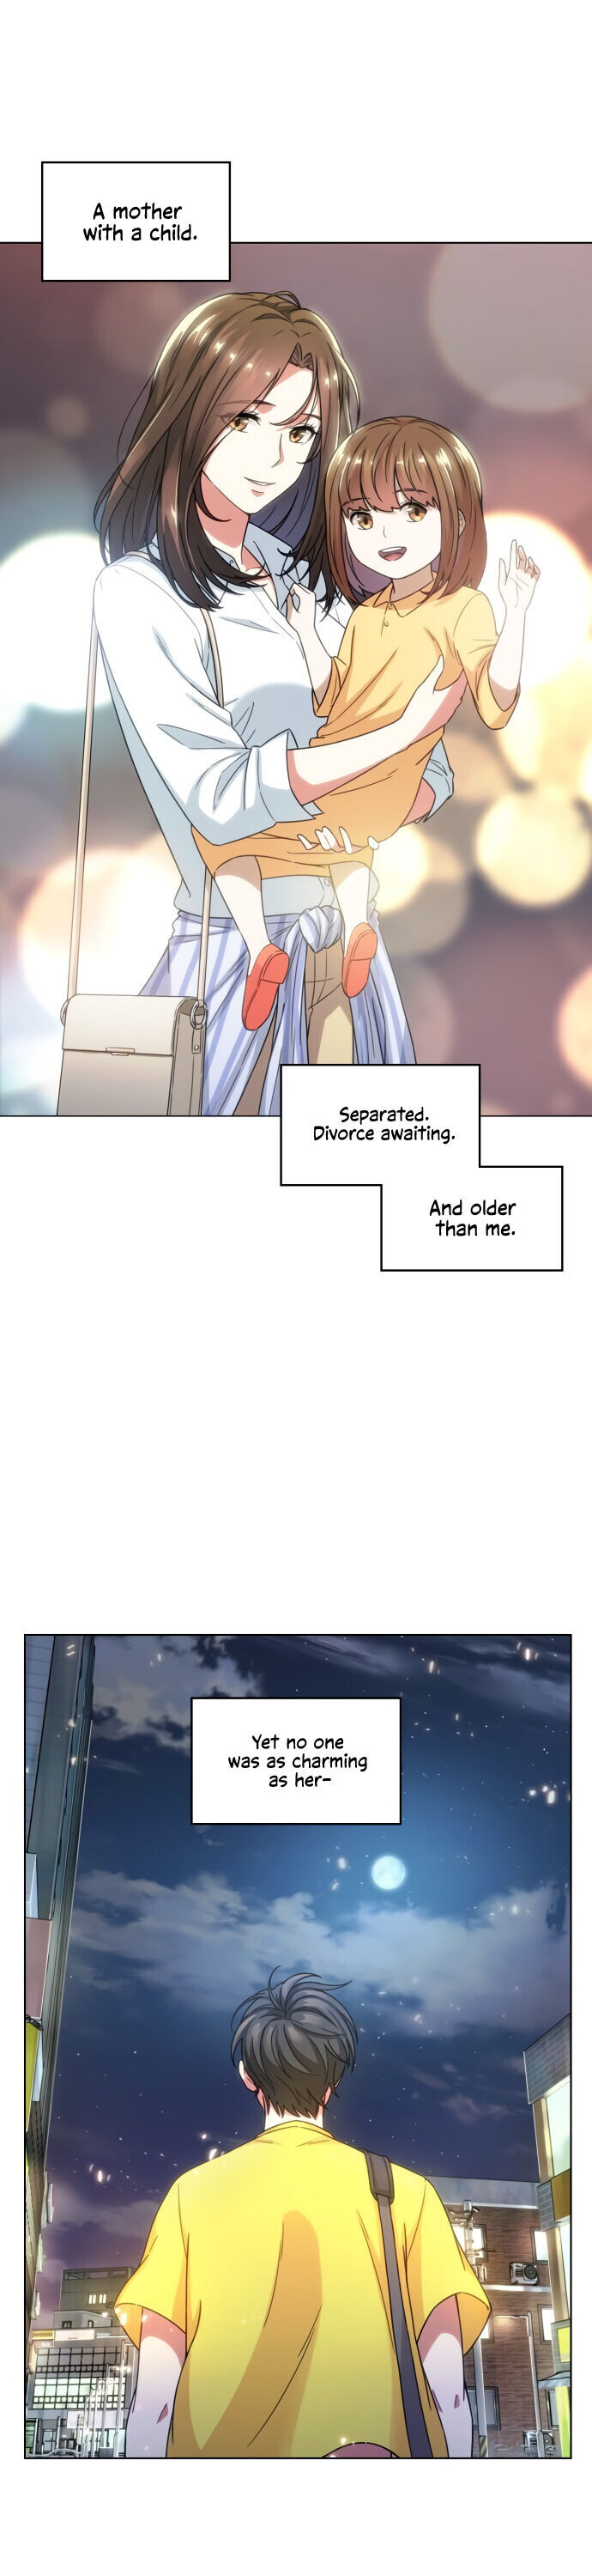 A mother
with a child.
Separated.
Divorce awaiting.
And older
than me.
Yet no one
was as charming
as her-